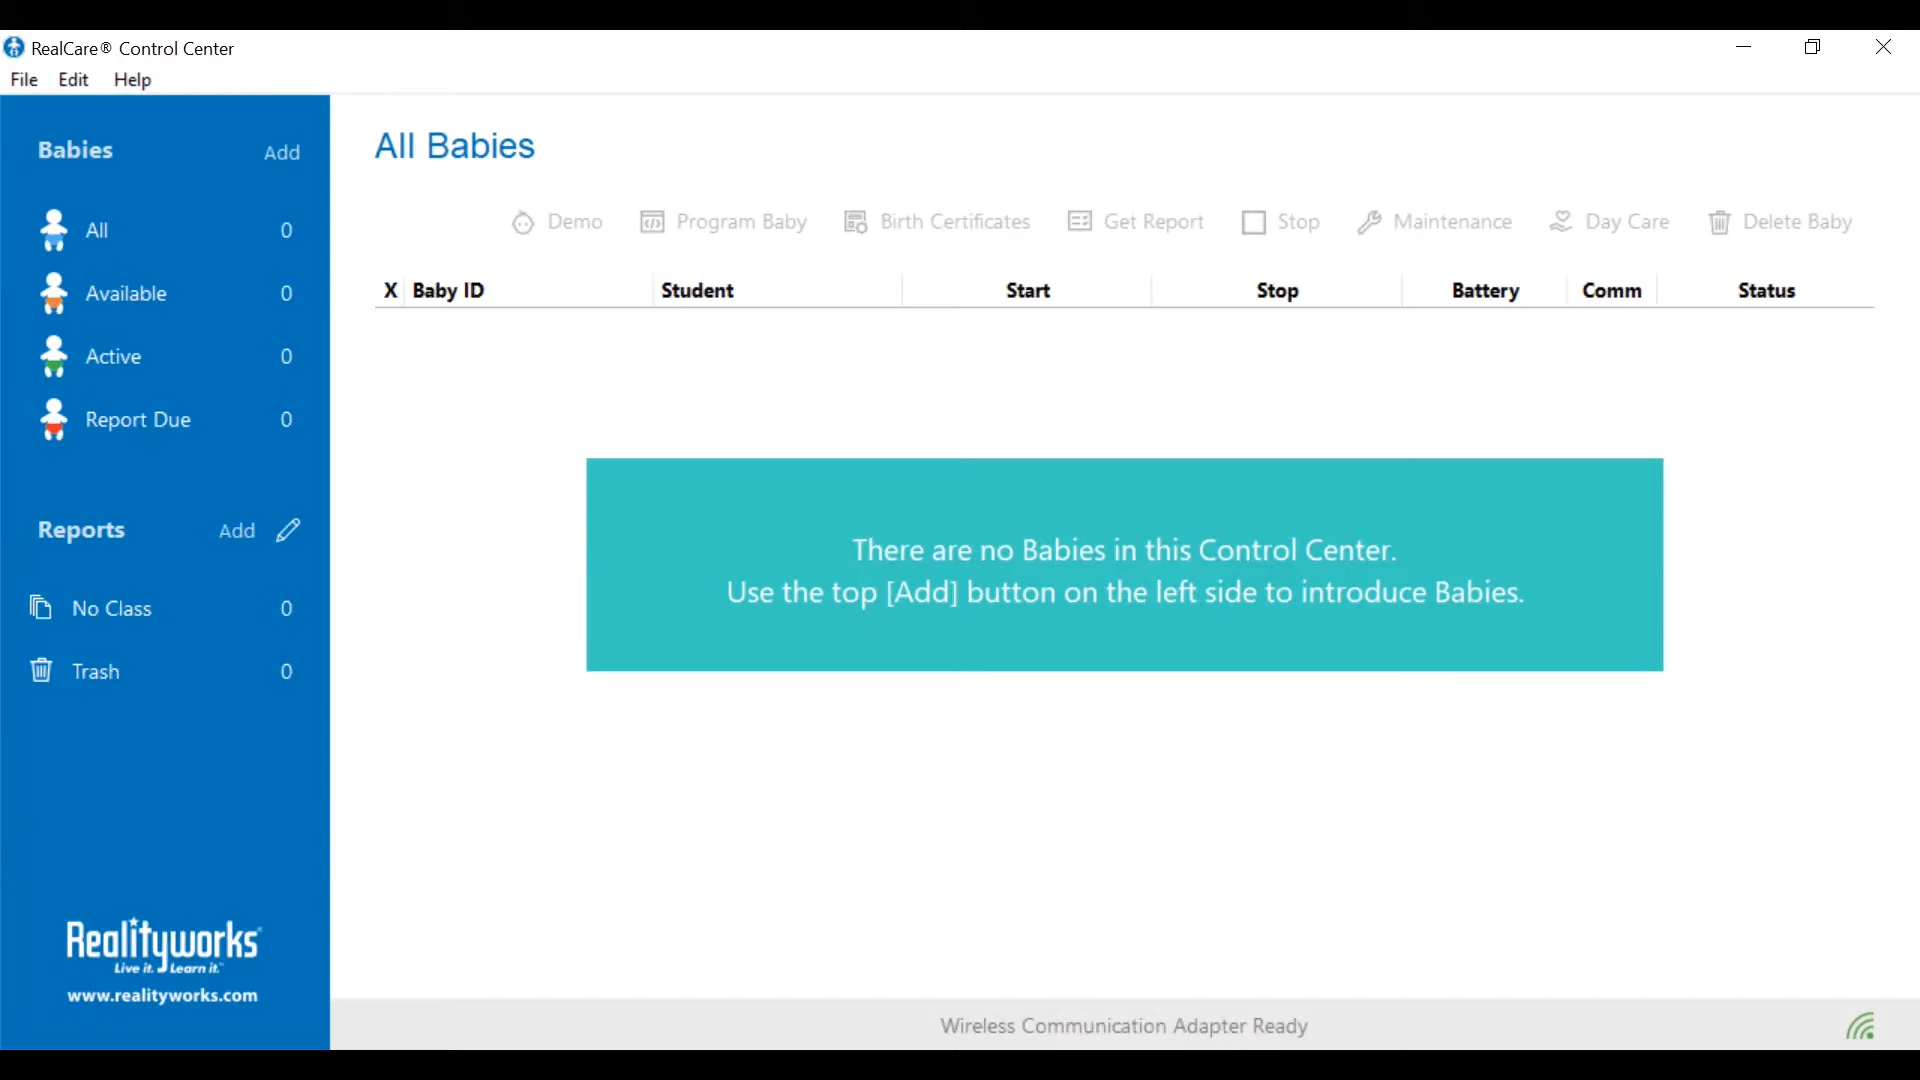 RealCare® Control Center
File Edit Help
Babies Add
All 0
Available 0
Active 0
Report Due 0
Reports Add
No Class 0
Trash 0
Realityworks
Live it. Learn it.™
www.realityworks.com
All Babies
Demo Program Baby Birth Certificates Get Report Stop Maintenance Day Care Delete Baby
X Baby ID Student Start Stop Battery Comm Status
There are no Babies in this Control Center.
Use the top [Add] button on the left side to introduce Babies.
Wireless Communication Adapter Ready